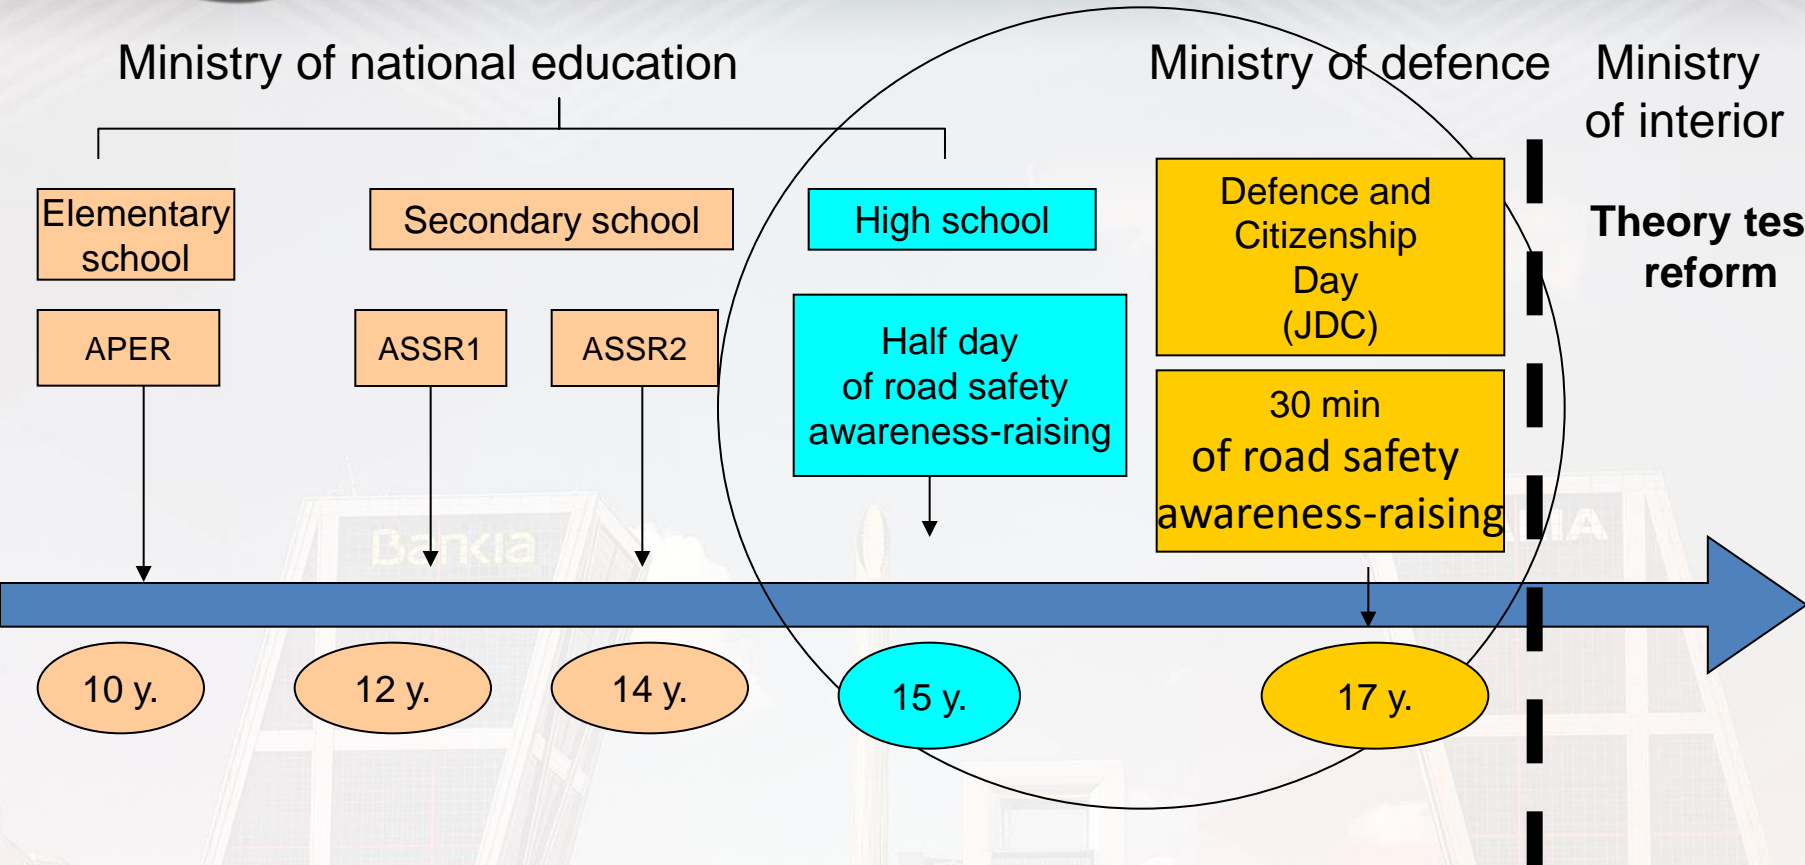 Ministry of national education
Ministry of defence
Ministry
of interior
Elementary
school
Secondary school
High school
Defence and
Citizenship
Day
(JDC)
Theory tes
reform
APER
ASSR1
ASSR2
Half day
of road safety
awareness-raising
30 min
of road safety
awareness-raising
Bankia
10 y.
12 y.
14 y.
15 y.
17 y.